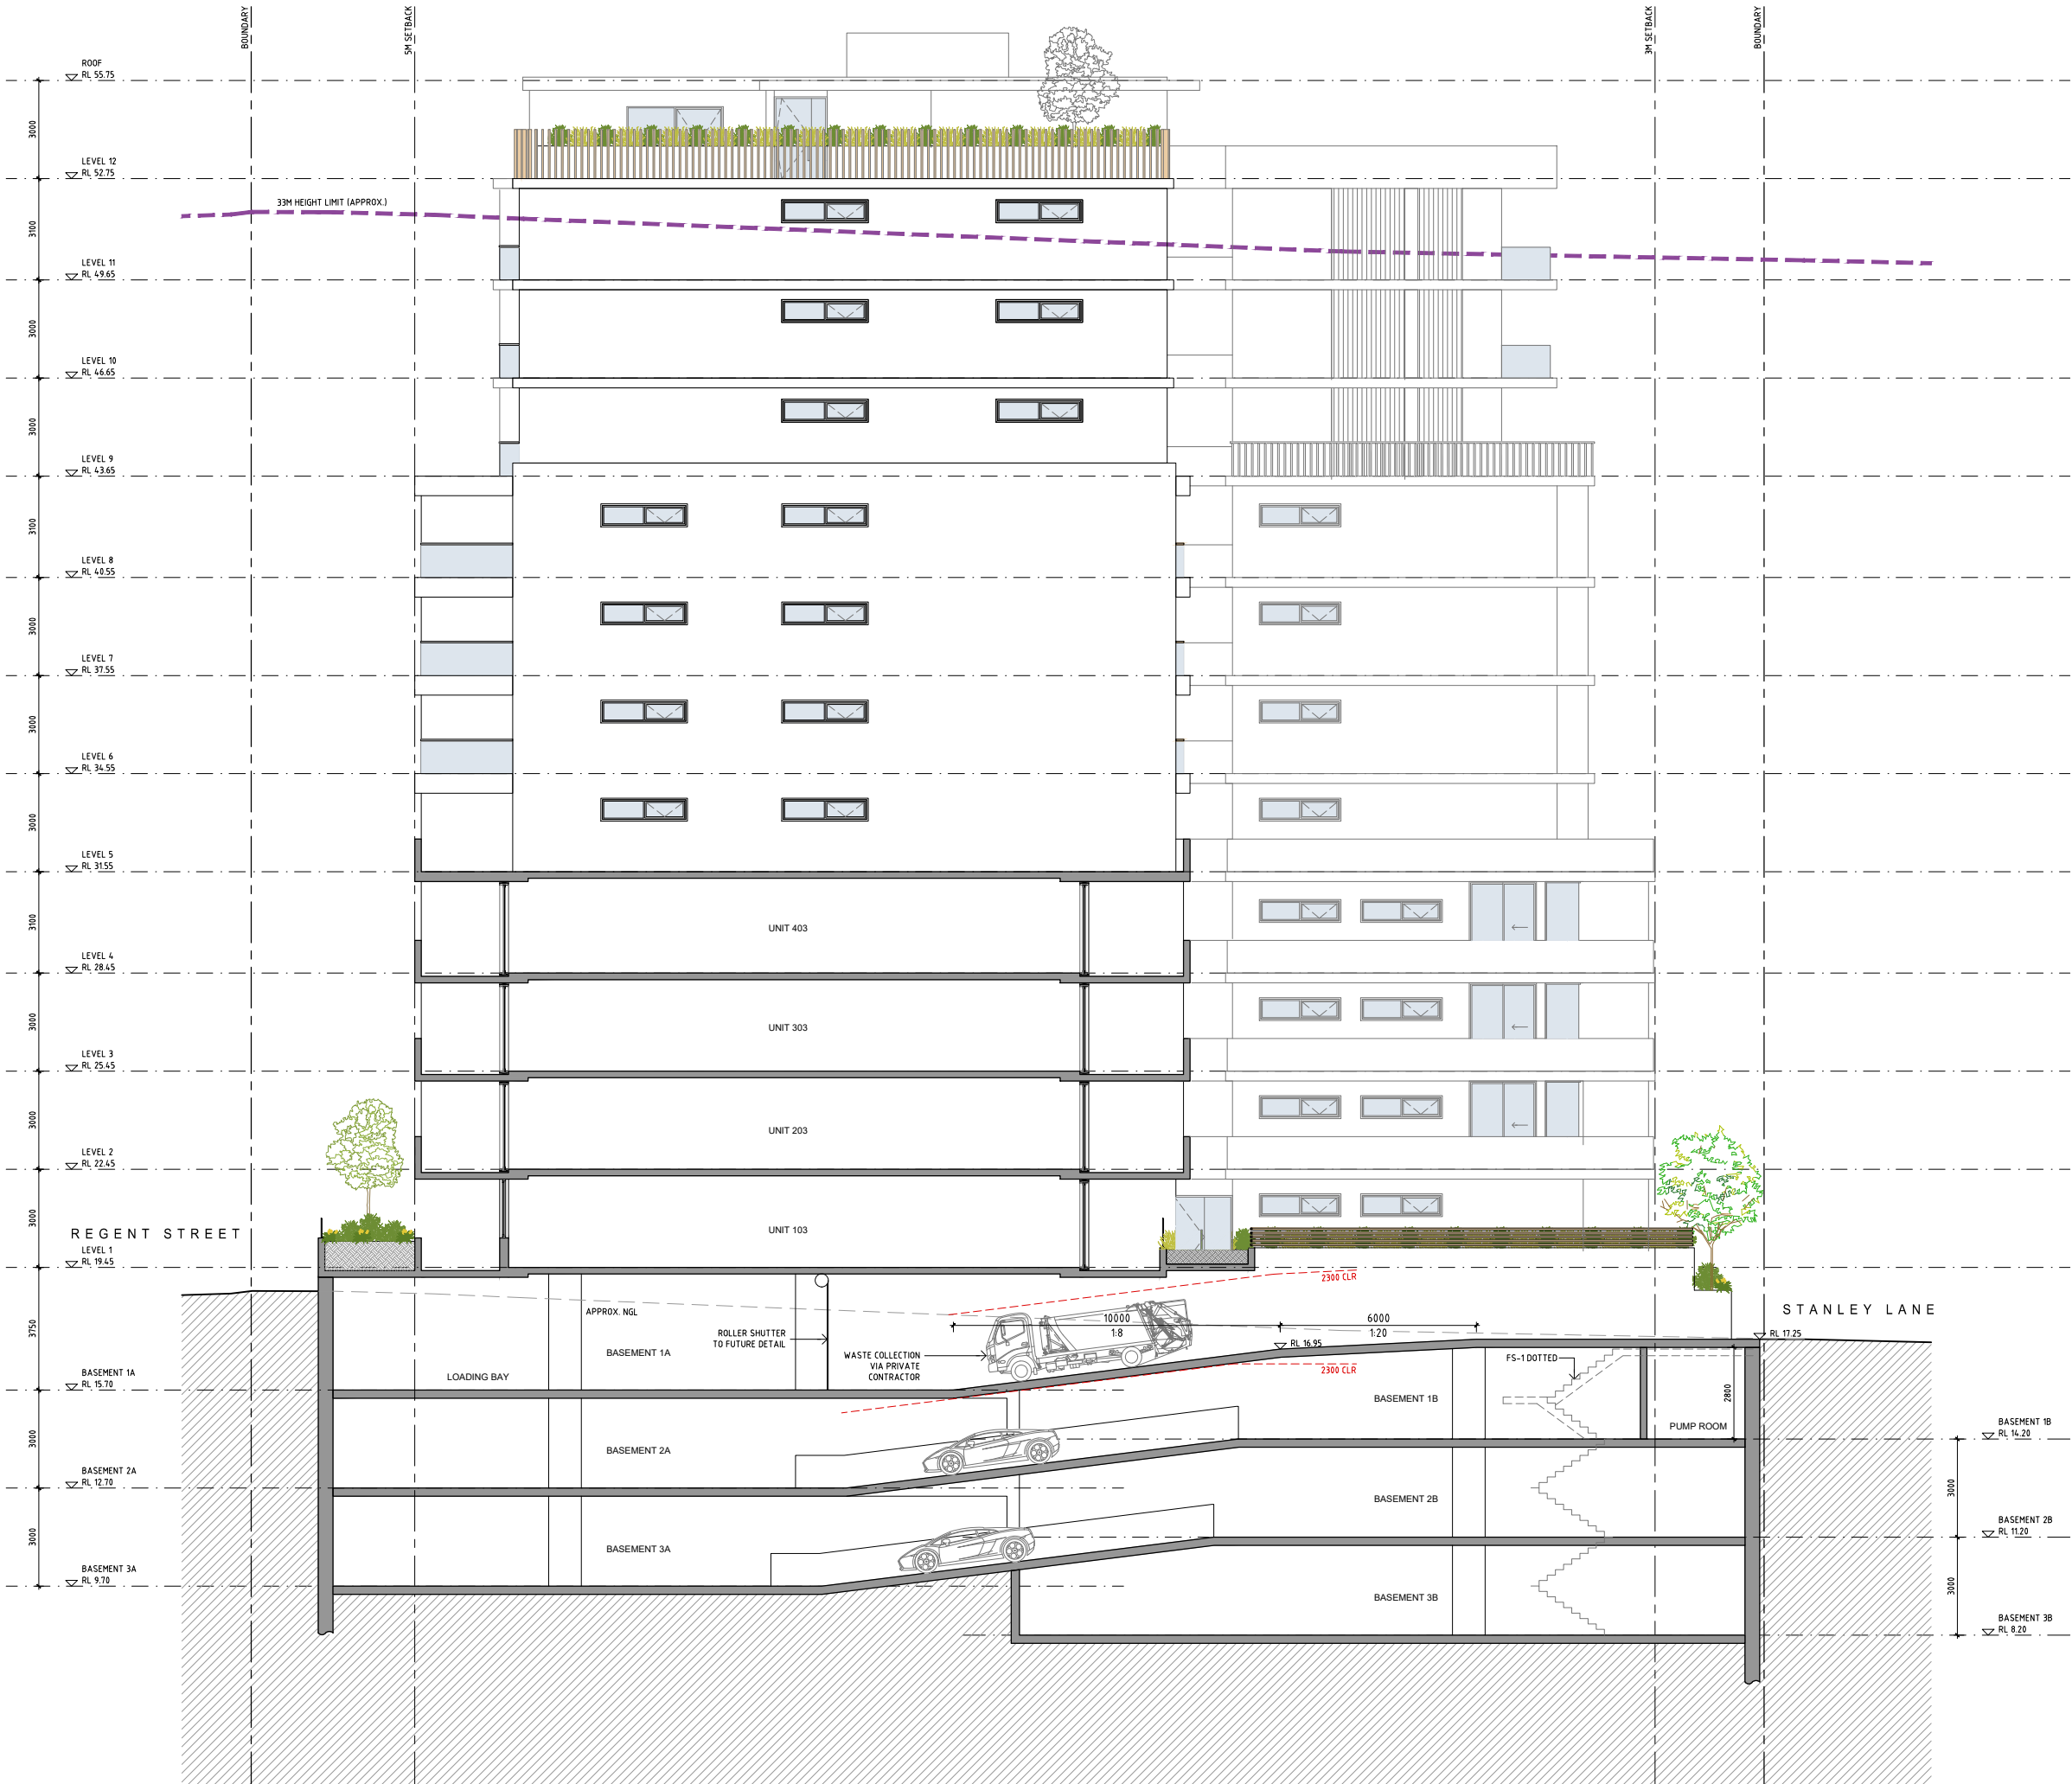 BOUNDARY
5M SETBACK
3M SETBACK
BOUNDARY
ROOF
RL 55.75
3000
LEVEL 12
RL 52.75
33M HEIGHT LIMIT (APPROX.)
3100
LEVEL 11
RL 49.65
3000
LEVEL 10
RL 46.65
3000
LEVEL 9
RL 43.65
3100
LEVEL 8
RL 40.55
3000
LEVEL 7
RL 37.55
3000
LEVEL 6
RL 34.55
3000
LEVEL 5
RL 31.55
3100
UNIT 403
LEVEL 4
RL 28.45
3000
UNIT 303
LEVEL 3
RL 25.45
3000
UNIT 203
LEVEL 2
RL 22.45
3000
UNIT 103
REGENT STREET
LEVEL 1
RL 19.45
2300 CLR
APPROX. NGL
STANLEY LANE
3750
10000
6000
1:8
1:20
RL 17.25
ROLLER SHUTTER
TO FUTURE DETAIL
RL 16.95
BASEMENT 1A
WASTE COLLECTION
VIA PRIVATE
CONTRACTOR
FS-1 DOTTED
2300 CLR
LOADING BAY
BASEMENT 1A
RL 15.70
BASEMENT 1B
2800
PUMP ROOM
BASEMENT 1B
RL 14.20
3000
BASEMENT 2A
BASEMENT 2A
RL 12.70
3000
BASEMENT 2B
BASEMENT 2B
RL 11.20
3000
BASEMENT 3A
BASEMENT 3A
RL 9.70
3000
BASEMENT 3B
BASEMENT 3B
RL 8.20